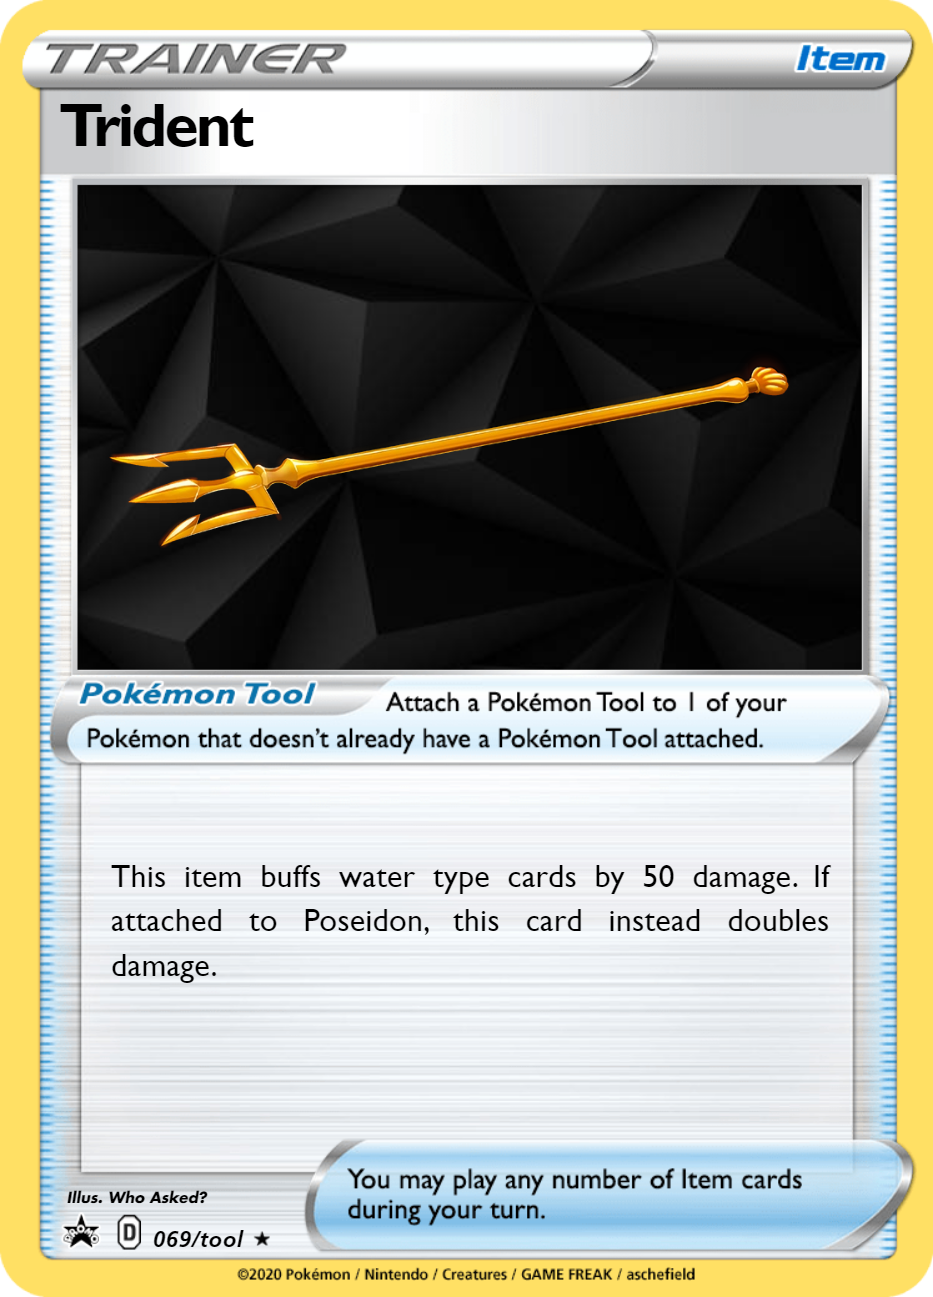 TRAINER Item
Trident
Pokémon Tool Attach a Pokémon Tool to 1 of your
Pokémon that doesn't already have a Pokémon Tool attached.
This item buffs water type cards by 50 damage. If
attached to Poseidon, this card instead doubles
damage.
You may play any number of Item cards
during your turn.
Illus. Who Asked?
D 069/tool ★
©2020 Pokémon / Nintendo / Creatures / GAME FREAK / aschefield